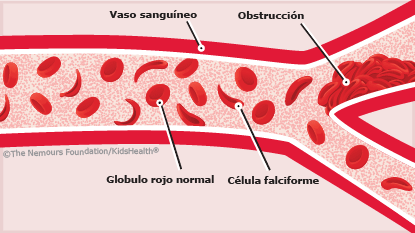 Vaso sanguíneo
Obstrucción
©The Nemours Foundation/KidsHealth®
Globulo rojo normal
Célula falciforme